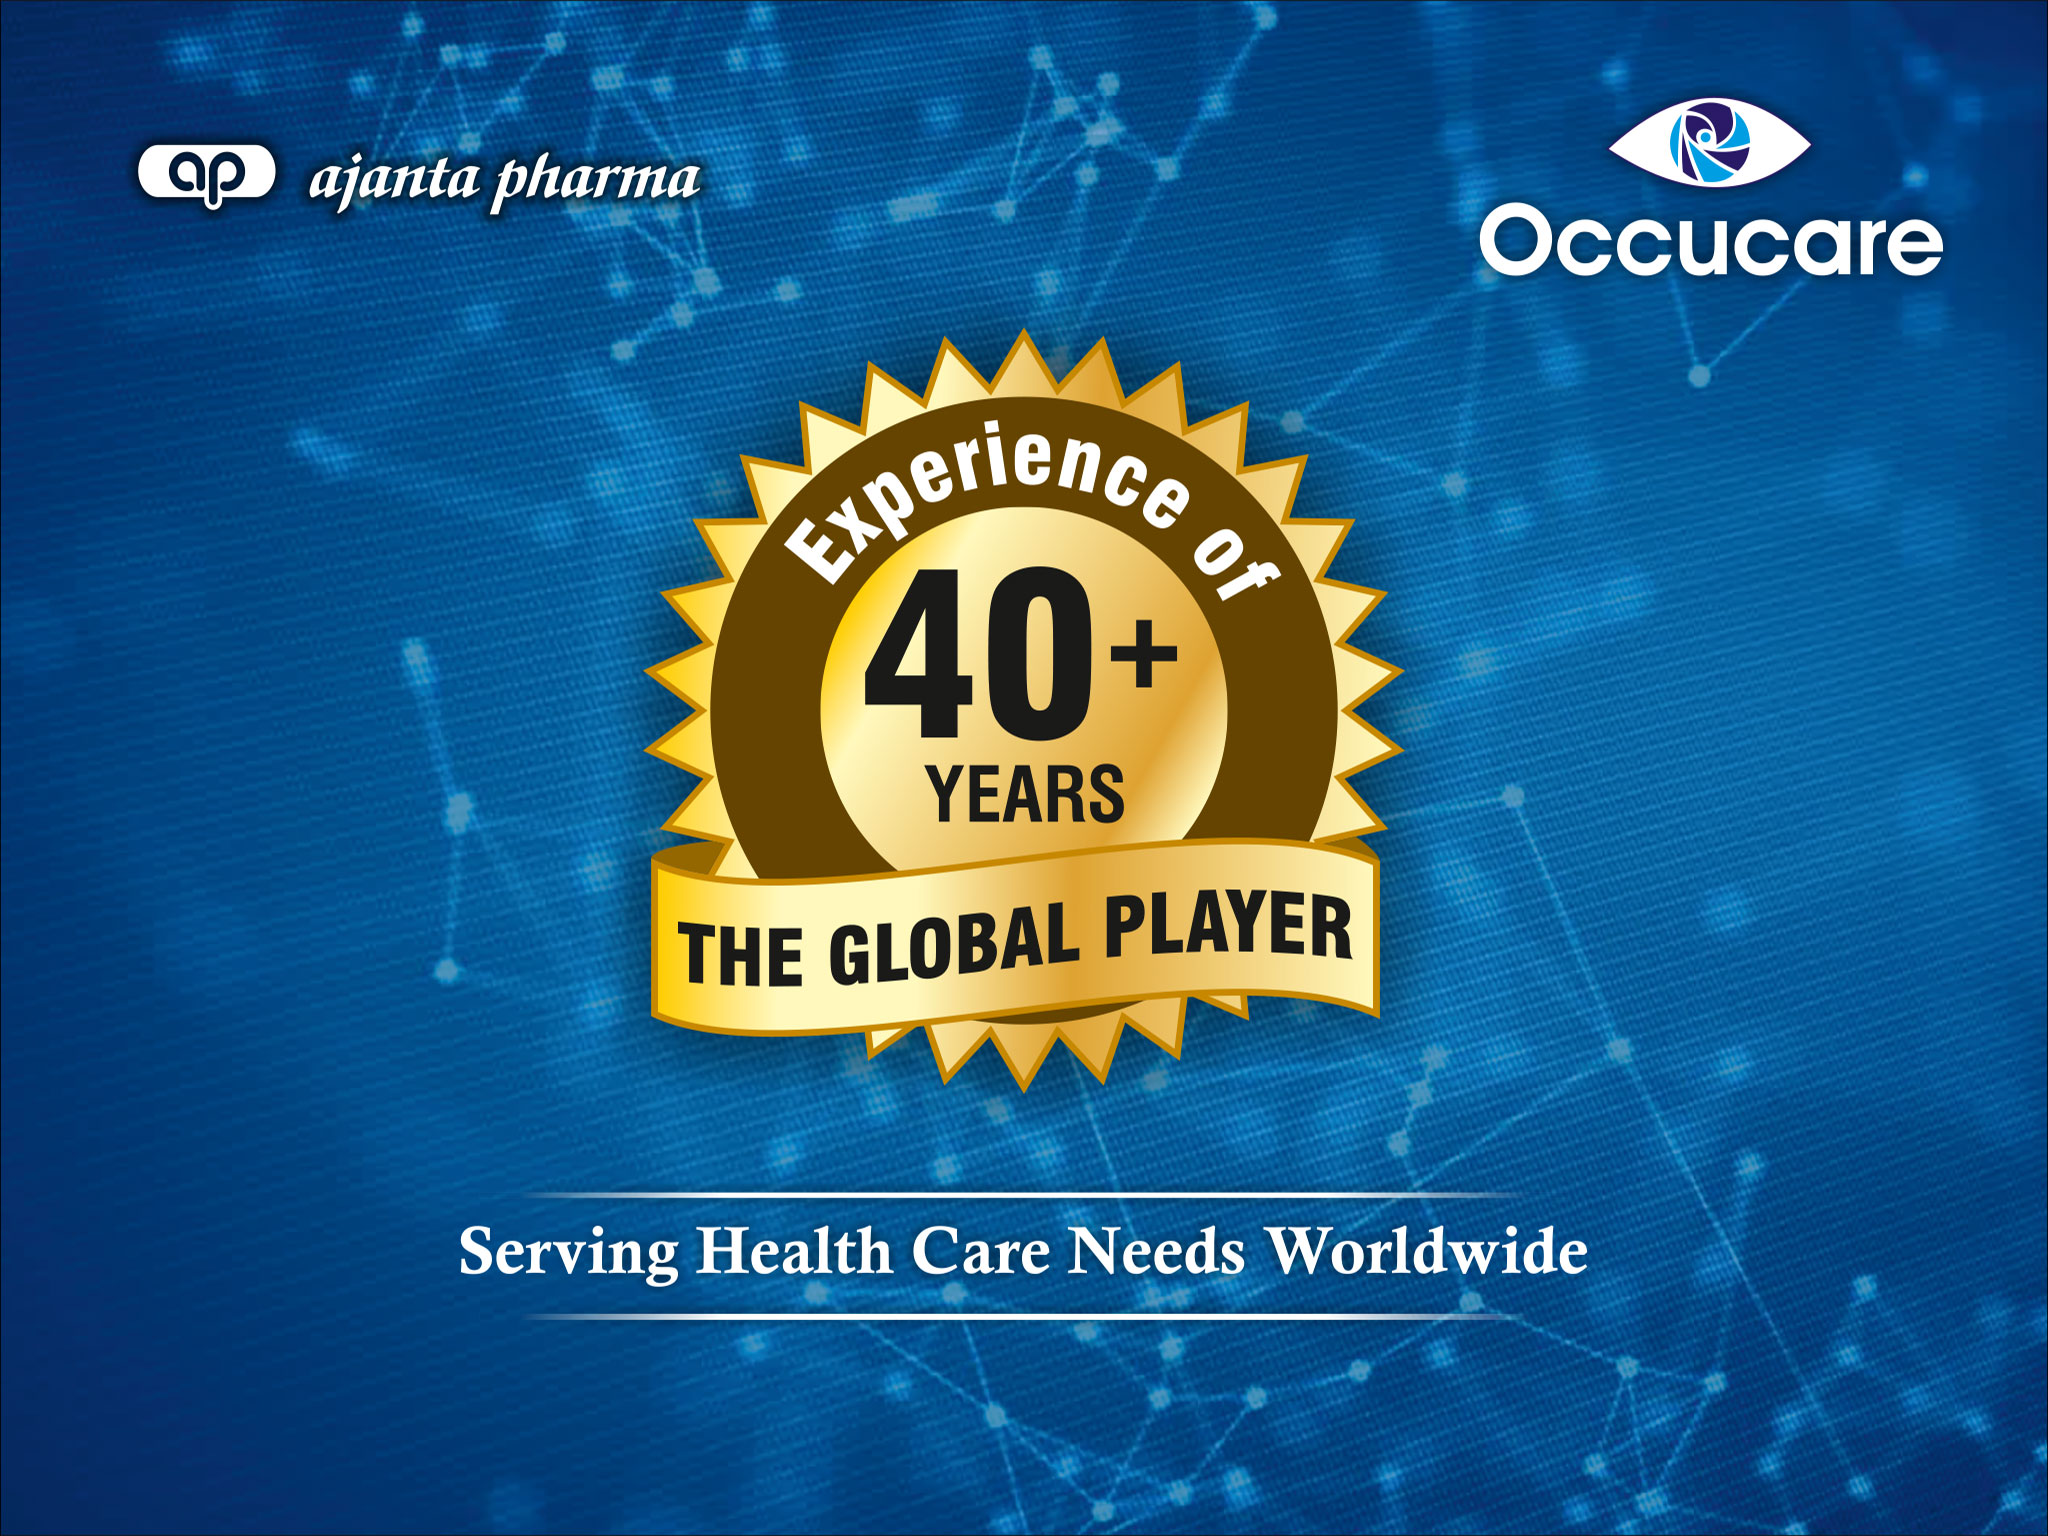 ap ajanta pharma
Occucare
Experience of
40+
YEARS
THE GLOBAL PLAYER
Serving Health Care Needs Worldwide